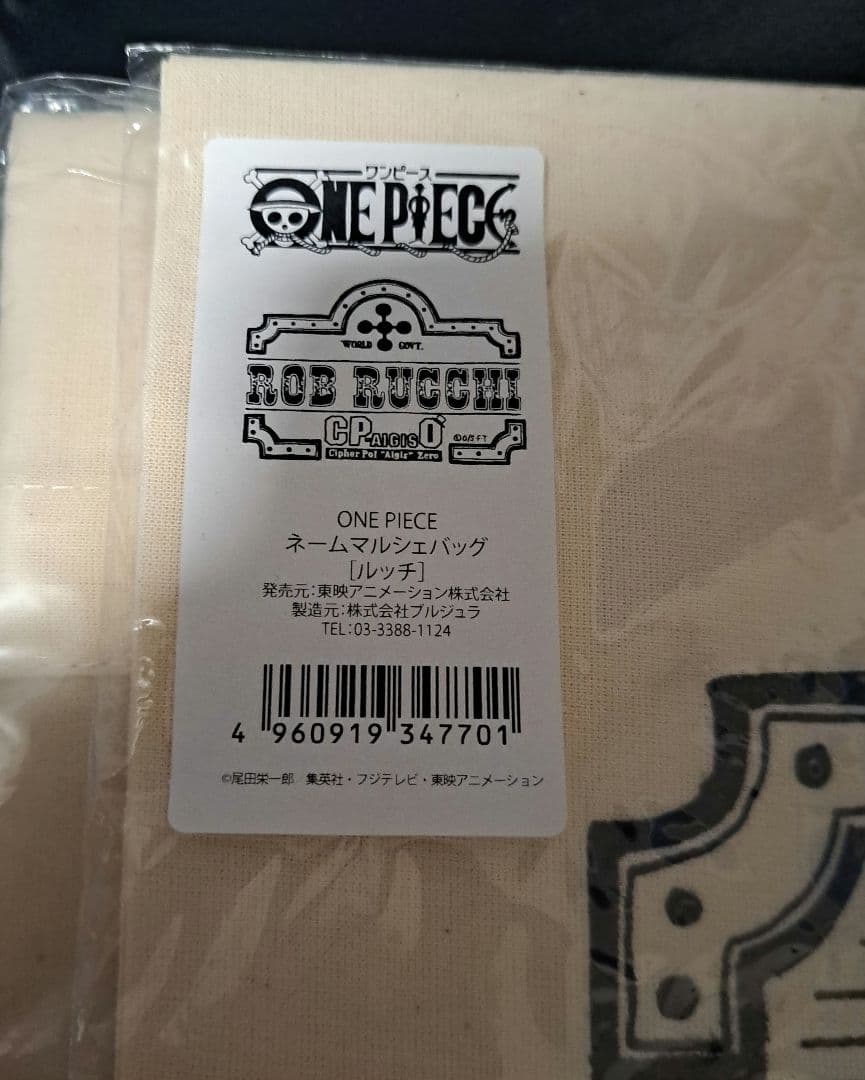 ワンピース
ONE PIECE
WORLD GOVT.
ROB RUCCHI
CP-AIGIS0
Cipher Pol "Aigis" Zero
©O/S・F・T
ONE PIECE
ネームマルシェバッグ
[ルッチ]
発売元:東映アニメーション株式会社
製造元:株式会社ブルジュラ
TEL:03-3388-1124
4 960919 347701
©尾田栄一郎／集英社・フジテレビ・東映アニメーション